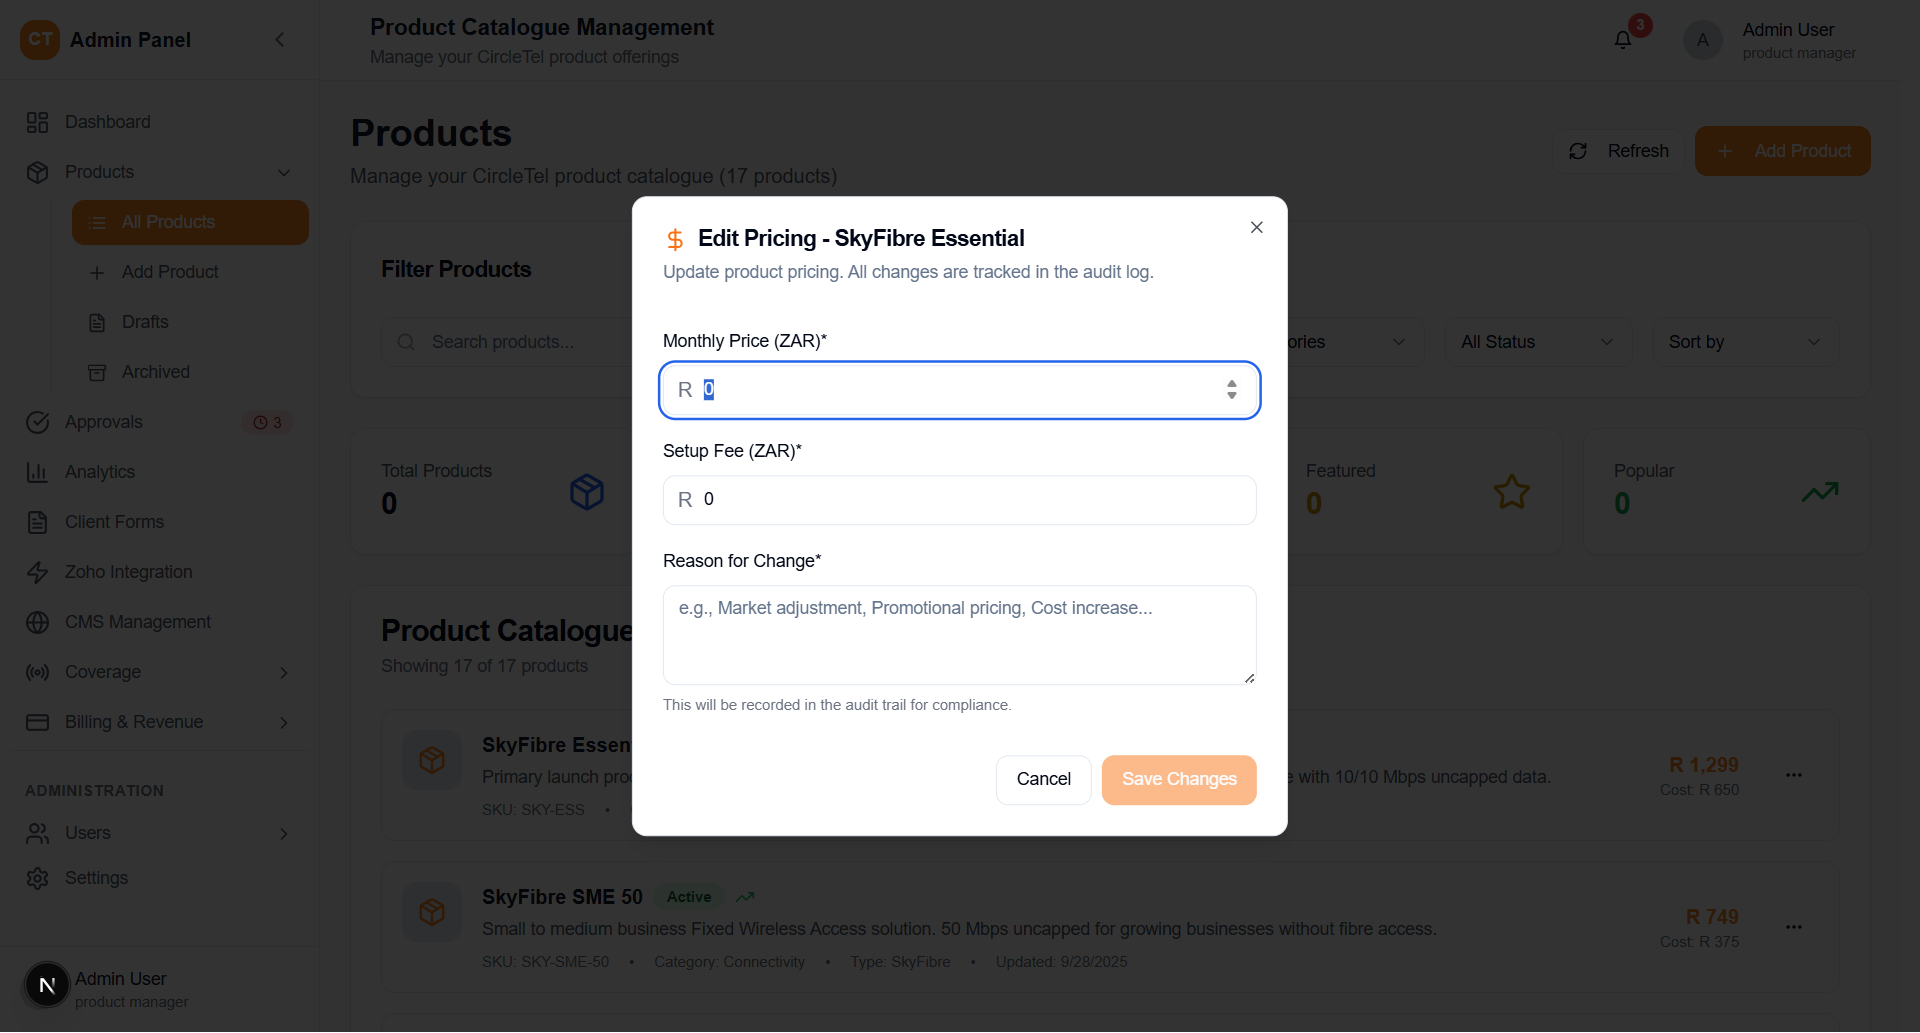 CT Admin Panel
Product Catalogue Management
Manage your CircleTel product offerings
3
A
Admin User
product manager
Dashboard
Products
All Products
Add Product
Drafts
Archived
Approvals
3
Analytics
Client Forms
Zoho Integration
CMS Management
Coverage
Billing & Revenue
ADMINISTRATION
Users
Settings
N
Admin User
product manager
Products
Manage your CircleTel product catalogue (17 products)
Refresh
Add Product
Filter Products
Search products...
ories
All Status
Sort by
Total Products
0
Featured
0
Popular
0
Product Catalogue
Showing 17 of 17 products
SkyFibre Essen
Primary launch pro
e with 10/10 Mbps uncapped data.
SKU: SKY-ESS •
R 1,299
Cost: R 650
SkyFibre SME 50 Active
Small to medium business Fixed Wireless Access solution. 50 Mbps uncapped for growing businesses without fibre access.
SKU: SKY-SME-50 • Category: Connectivity • Type: SkyFibre • Updated: 9/28/2025
R 749
Cost: R 375
Edit Pricing - SkyFibre Essential
Update product pricing. All changes are tracked in the audit log.
Monthly Price (ZAR)*
R 0
Setup Fee (ZAR)*
R 0
Reason for Change*
e.g., Market adjustment, Promotional pricing, Cost increase...
This will be recorded in the audit trail for compliance.
Cancel
Save Changes